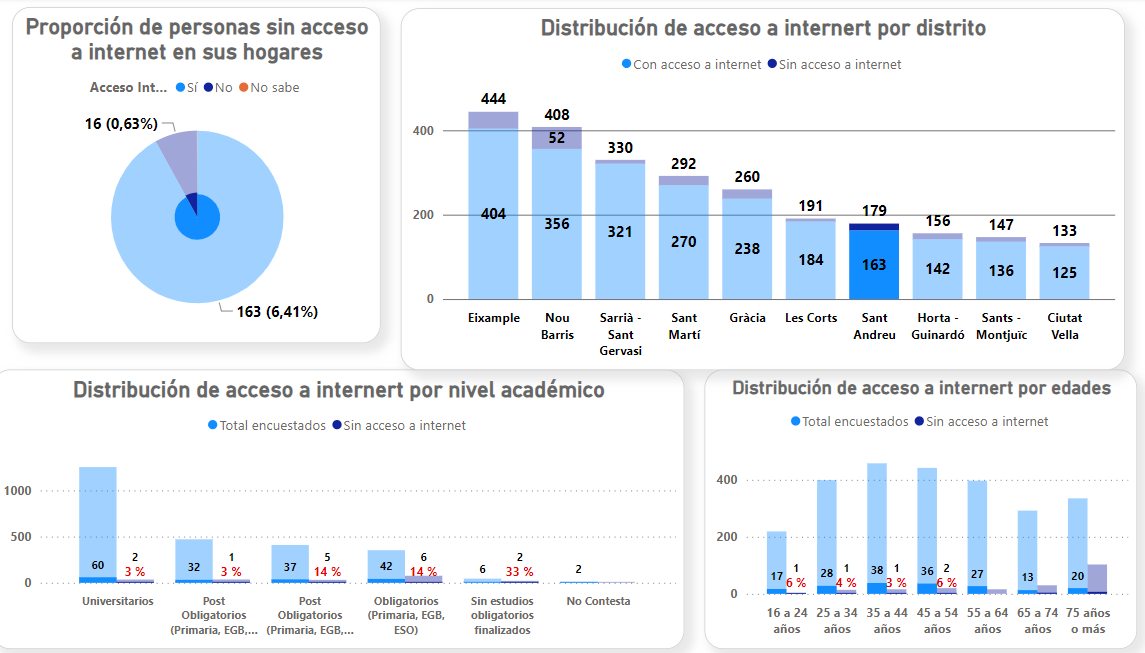 Proporción de personas sin acceso
a internet en sus hogares
Acceso Int... Sí No No sabe
16 (0,63%)
163 (6,41%)
Distribución de acceso a internert por distrito
Con acceso a internet Sin acceso a internet
400
200
0
444
404
408
52
356
330
321
292
270
260
238
191
184
179
163
156
142
147
136
133
125
Eixample
Nou
Barris
Sarrià -
Sant
Gervasi
Sant
Martí
Gràcia
Les Corts
Sant
Andreu
Horta -
Guinardó
Sants -
Montjuïc
Ciutat
Vella
Distribución de acceso a internert por nivel académico
Total encuestados Sin acceso a internet
1000
500
0
60
2
3 %
32
1
3 %
37
5
14 %
42
6
14 %
6
2
33 %
2
Universitarios
Post
Obligatorios
(Primaria, EGB,...
Post
Obligatorios
(Primaria, EGB,...
Obligatorios
(Primaria, EGB,
ESO)
Sin estudios
obligatorios
finalizados
No Contesta
Distribución de acceso a internert por edades
Total encuestados Sin acceso a internet
400
200
0
17
1
6 %
28
1
4 %
38
1
3 %
36
2
6 %
27
13
20
16 a 24
años
25 a 34
años
35 a 44
años
45 a 54
años
55 a 64
años
65 a 74
años
75 años
o más